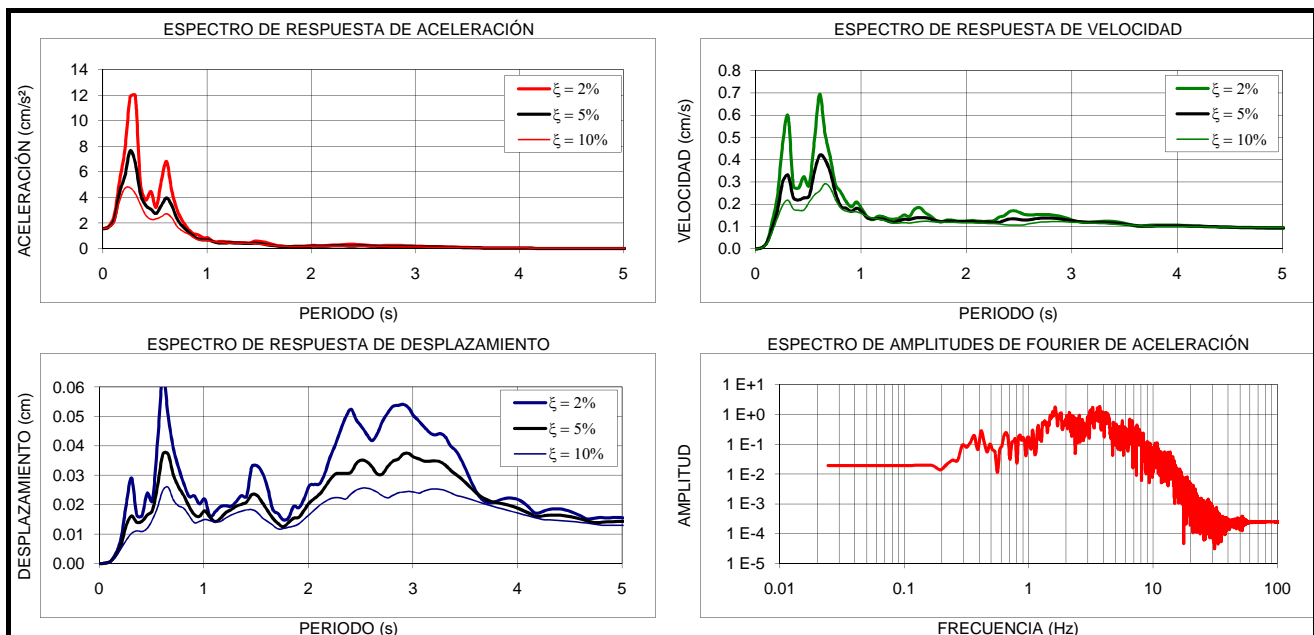 ESPECTRO DE RESPUESTA DE ACELERACIÓN
ACELERACIÓN (cm/s²)
14
12
10
8
6
4
2
0
ξ = 2%
ξ = 5%
ξ = 10%
0 1 2 3 4 5
PERIODO (s)
ESPECTRO DE RESPUESTA DE VELOCIDAD
VELOCIDAD (cm/s)
0.8
0.7
0.6
0.5
0.4
0.3
0.2
0.1
0.0
ξ = 2%
ξ = 5%
ξ = 10%
0 1 2 3 4 5
PERIODO (s)
ESPECTRO DE RESPUESTA DE DESPLAZAMIENTO
DESPLAZAMIENTO (cm)
0.06
0.05
0.04
0.03
0.02
0.01
0.00
ξ = 2%
ξ = 5%
ξ = 10%
0 1 2 3 4 5
PERIODO (s)
ESPECTRO DE AMPLITUDES DE FOURIER DE ACELERACIÓN
AMPLITUD
1 E+1
1 E+0
1 E-1
1 E-2
1 E-3
1 E-4
1 E-5
0.01 0.1 1 10 100
FRECUENCIA (Hz)